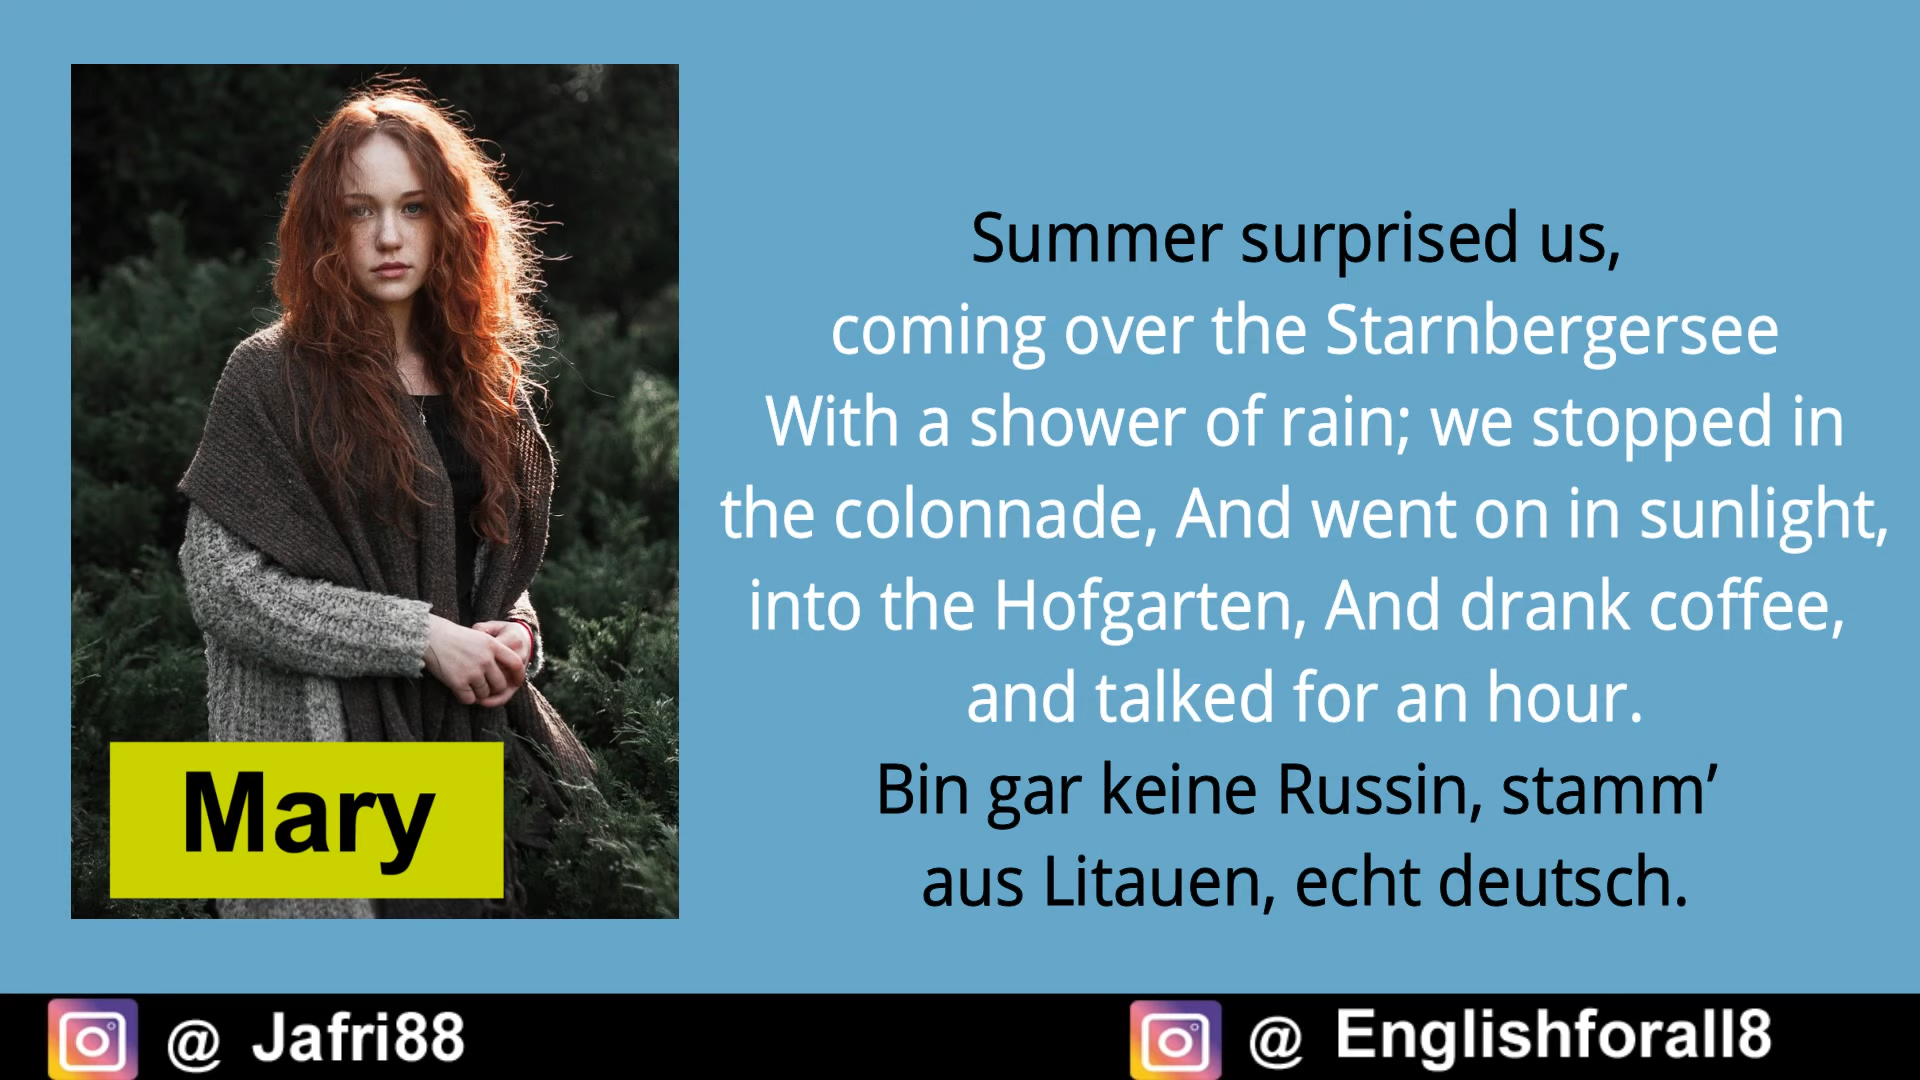 Summer surprised us,
coming over the Starnbergersee
With a shower of rain; we stopped in
the colonnade, And went on in sunlight,
into the Hofgarten, And drank coffee,
and talked for an hour.
Bin gar keine Russin, stamm’
aus Litauen, echt deutsch.
Mary
@ Jafri88
@ Englishforall8